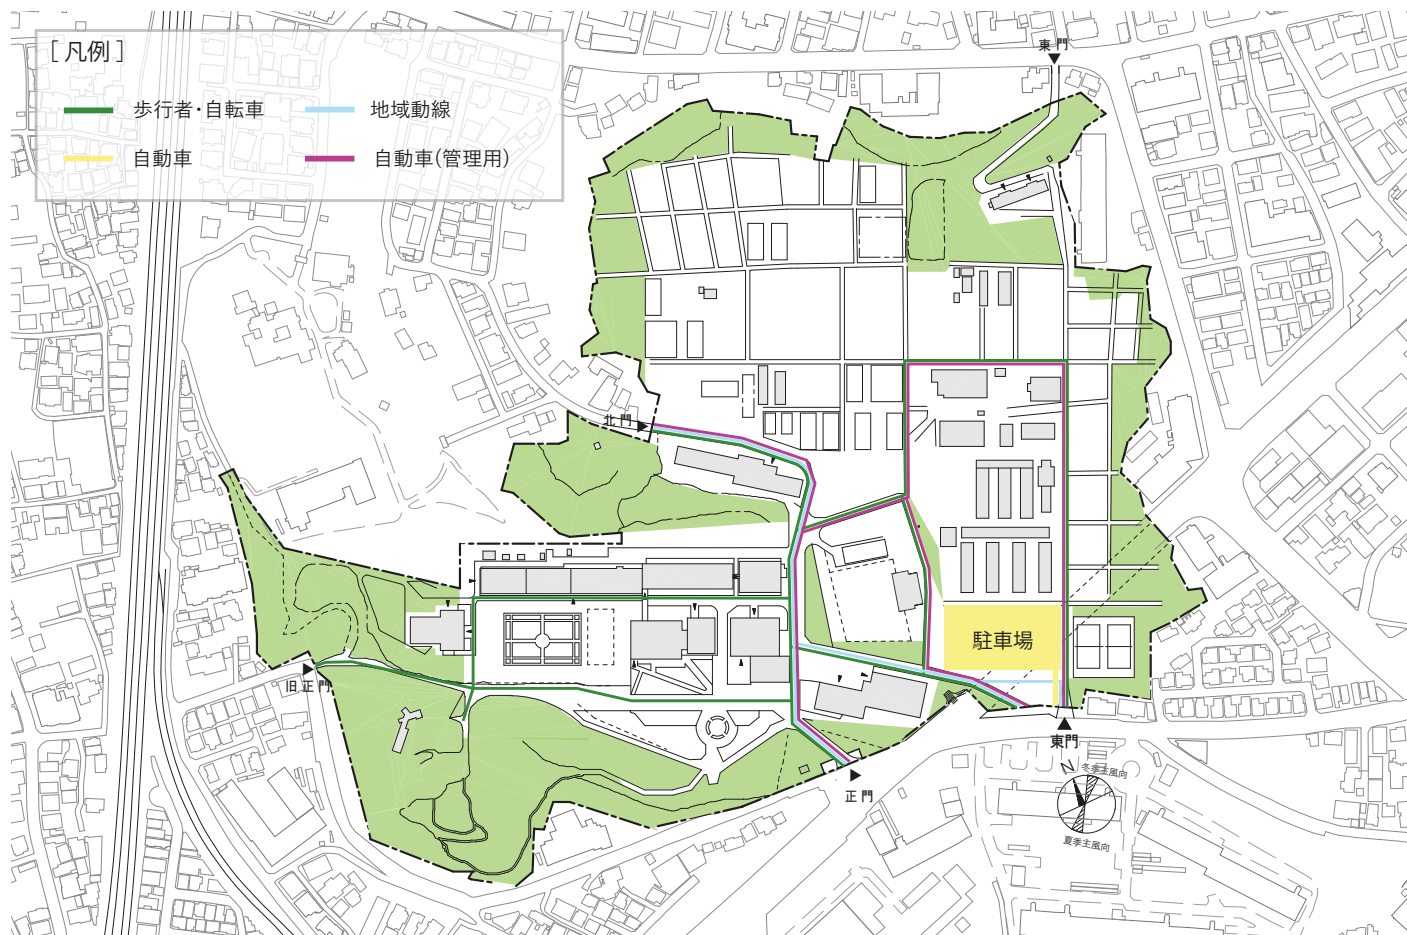 [凡例]
歩行者・自転車
地域動線
自動車
自動車(管理用)
東門
北門
旧正門
駐車場
東門
正門
N
冬季主風向
夏季主風向